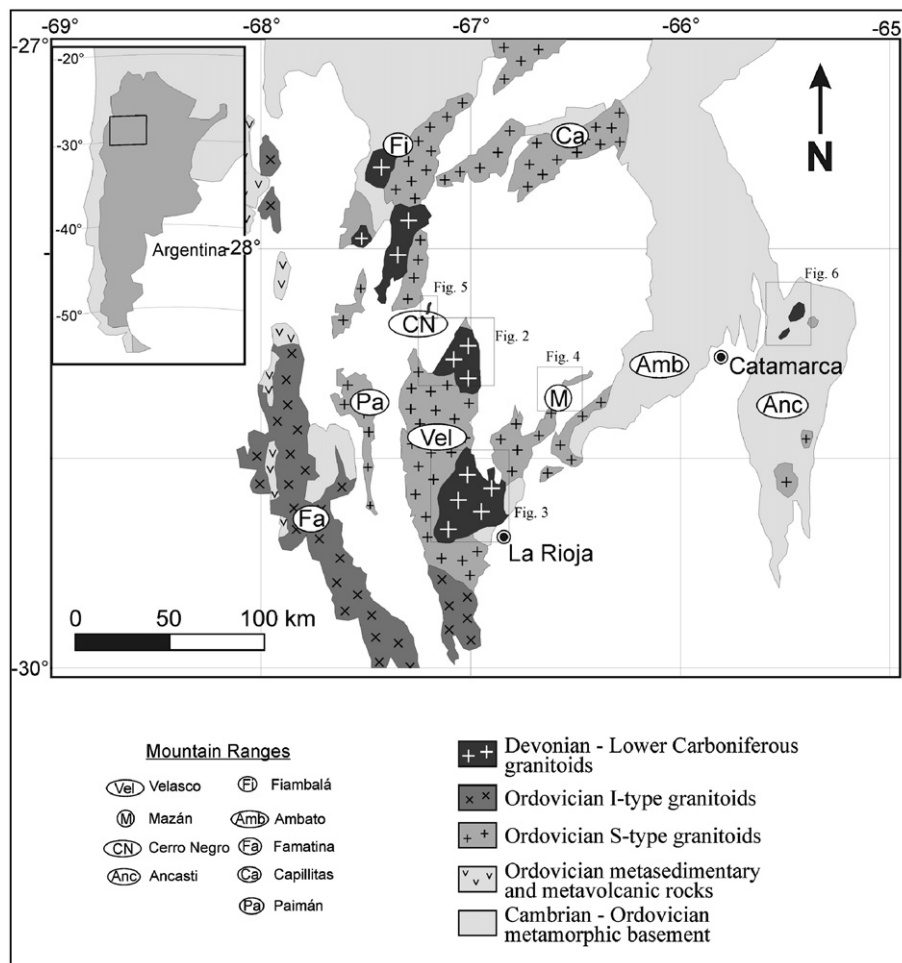 -69
-68
-67
-66
-65
-27
-20°
-30°
-40°
Argentina
-28°
-50°
N
Fi
Ca
Fig. 5
CN
Fig. 2
Fig. 6
Fig. 4
Catamarca
Amb
Pa
M
Anc
Vel
Fa
Fig. 3
La Rioja
0 50 100 km
-30°
Mountain Ranges
Vel Velasco
Fi Fiambalá
M Mazán
Amb Ambato
CN Cerro Negro
Fa Famatina
Anc Ancasti
Ca Capillitas
Pa Paimán
Devonian - Lower Carboniferous
granitoids
Ordovician I-type granitoids
Ordovician S-type granitoids
Ordovician metasedimentary
and metavolcanic rocks
Cambrian - Ordovician
metamorphic basement